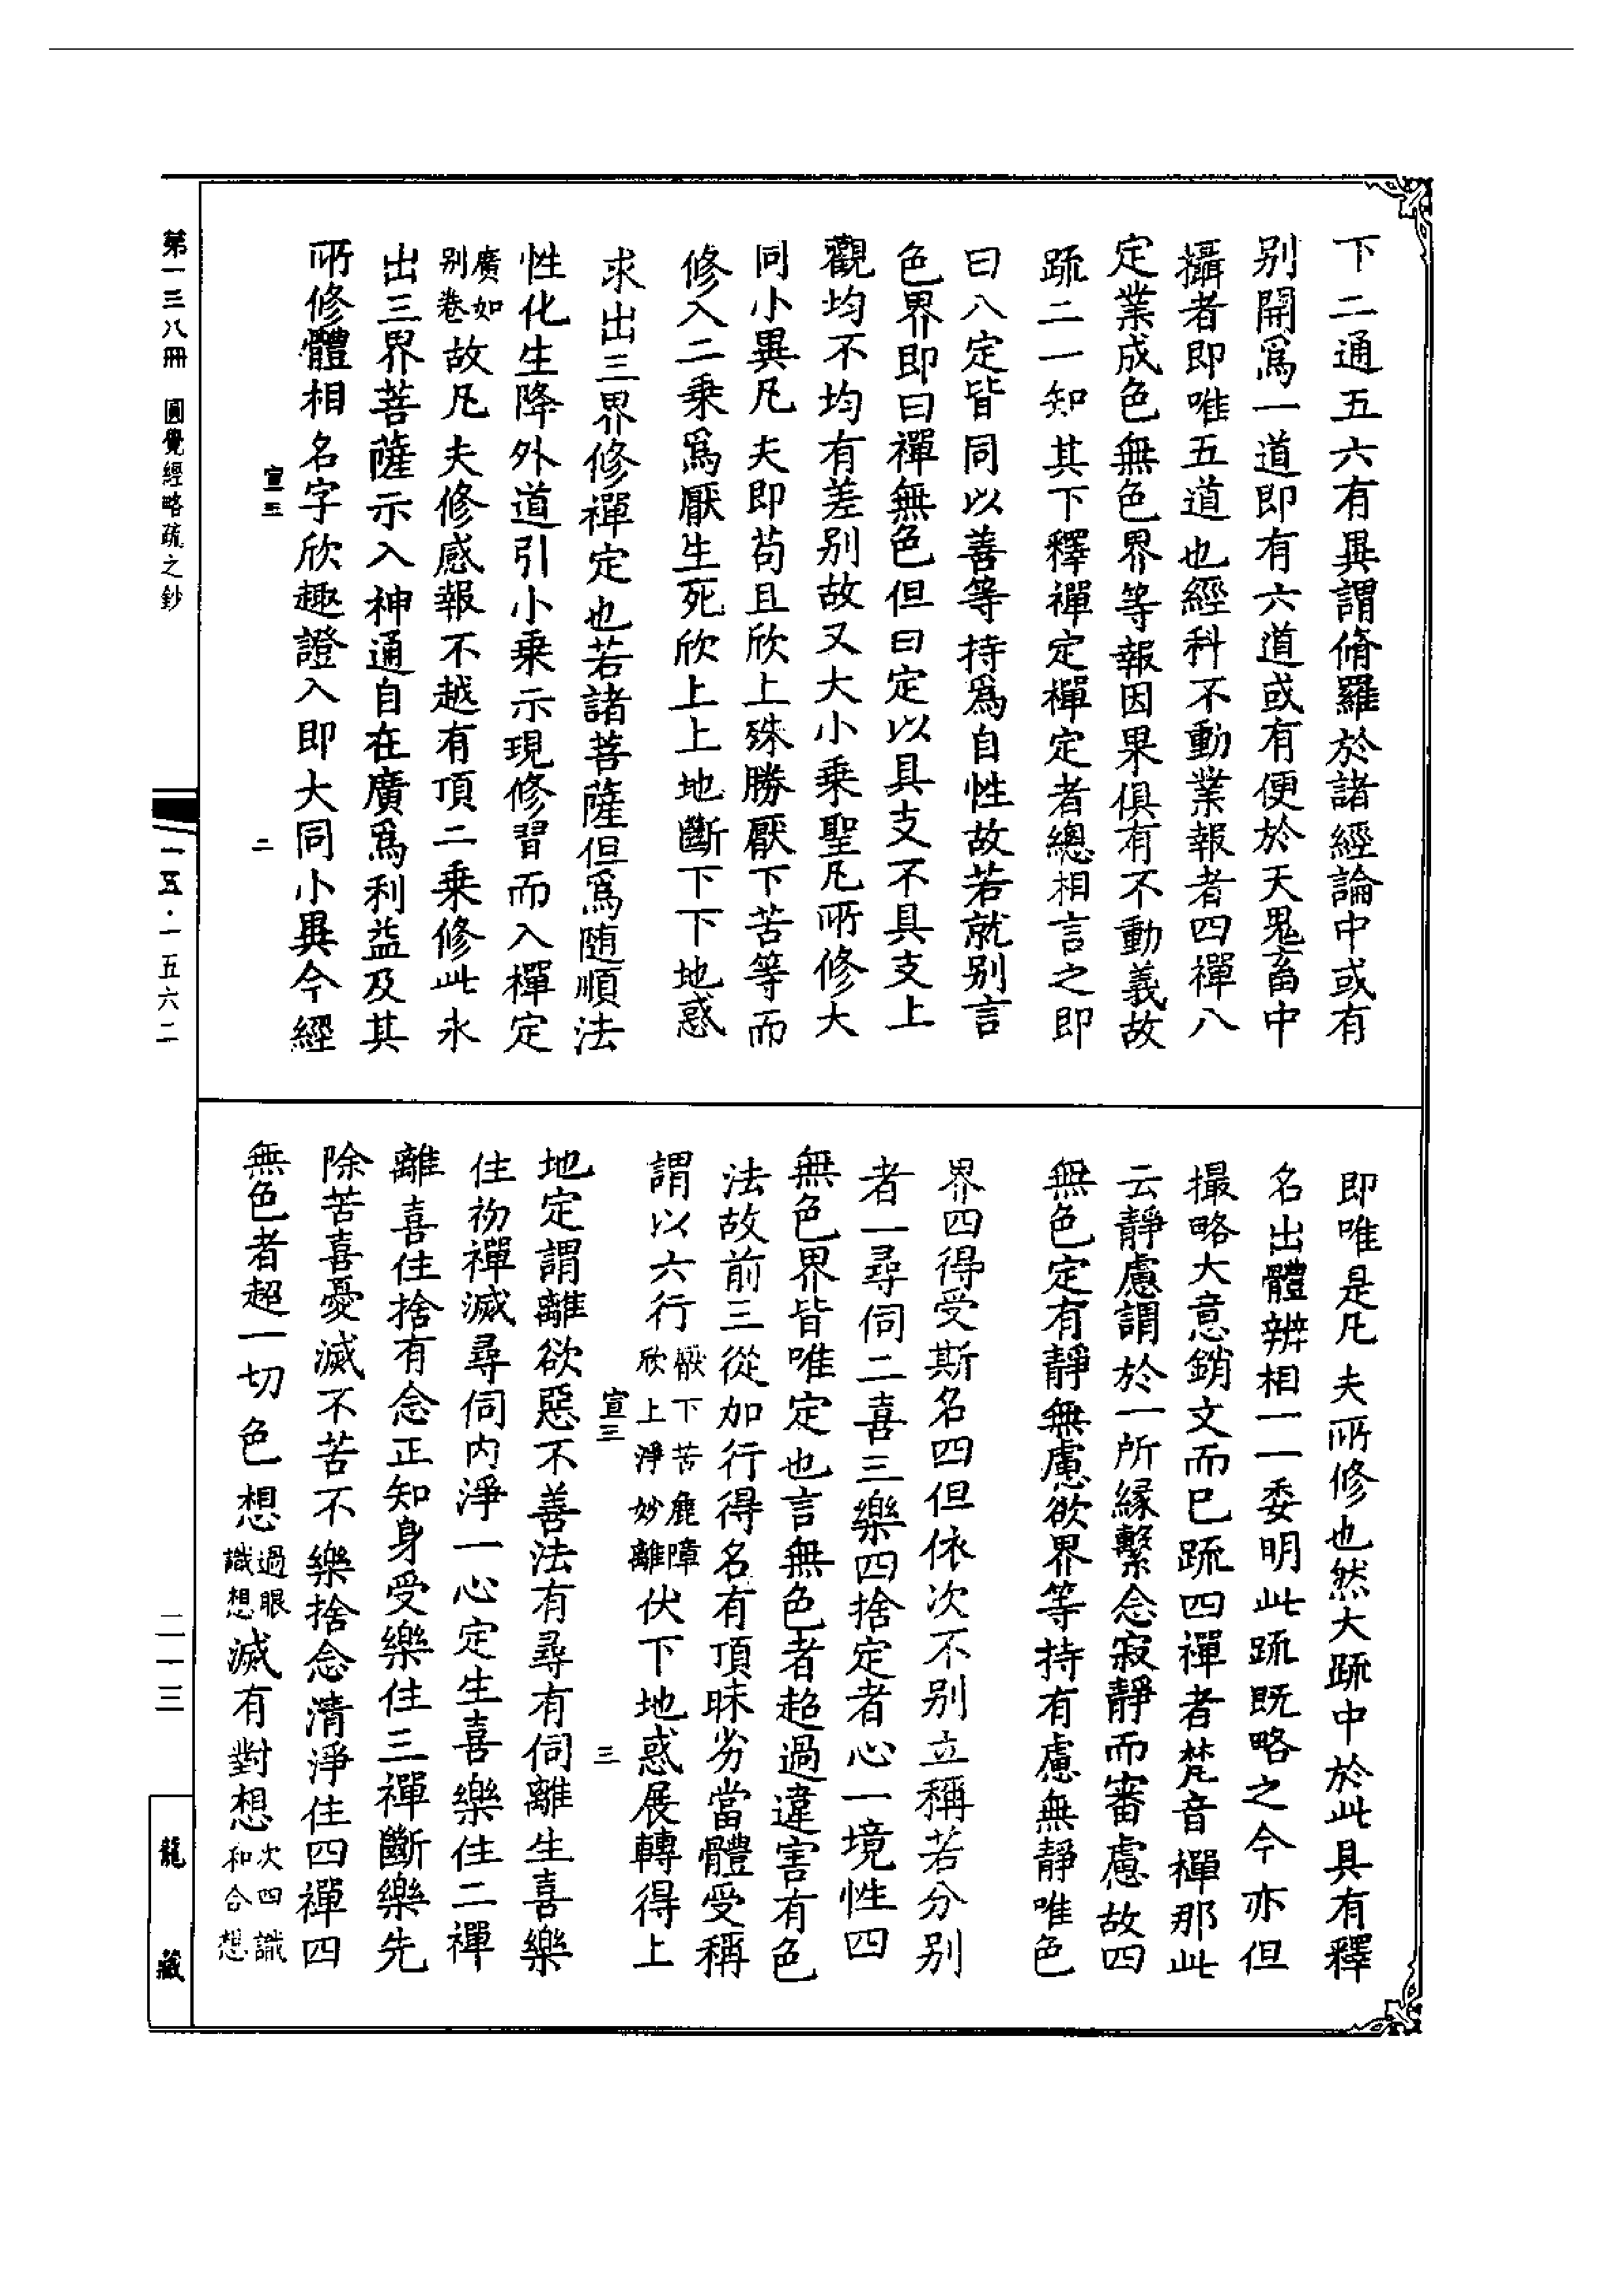 下二通五六有異謂脩羅於諸經論中或有
别開爲一道即有六道或有便於天鬼畜中
攝者即唯五道也經科不動業報者四禪八
定業成色無色界等報因果俱有不動義故
疏二一知其下釋禪定禪定者總相言之即
曰八定皆同以善等持爲自性故若就别言
色界即曰禪無色但曰定以具支不具支上
觀均不均有差别故又大小乘聖凡所修大
同小異凡夫即苟且欣上殊勝厭下苦等而
修入二乘爲厭生死欣上上地斷下下地惑
求出三界修禪定也若諸菩薩但爲随順法
性化生降外道引小乘示現修習而入禪定
廣如别卷故凡夫修感報不越有頂二乘修此永
出三界菩薩示入神通自在廣爲利益及其
所修體相名字欣趣證入即大同小異今經
宣三 二
即唯是凡夫所修也然大疏中於此具有釋
名出體辨相一一委明此疏既略之今亦但
撮略大意銷文而已疏四禪者梵音禪那此
云靜慮謂於一所緣繫念寂靜而審慮故四
無色定有靜無慮欲界等持有慮無靜唯色
界四得受斯名四但依次不别立稱若分别
者一尋伺二喜三樂四捨定者心一境性四
無色界皆唯定也言無色者超過違害有色
法故前三從加行得名有頂昧劣當體受稱
謂以六行厭下苦麁障欣上淨妙離伏下地惑展轉得上
宣三 三
地定謂離欲惡不善法有尋有伺離生喜樂
住初禪滅尋伺内淨一心定生喜樂住二禪
離喜住捨有念正知身受樂住三禪斷樂先
除苦喜憂滅不苦不樂捨念清淨住四禪四
無色者超一切色想過眼識想滅有對想次四識和合想
第一三八冊 圓覺經略疏之鈔
一五·一五六二
二一三
龍藏